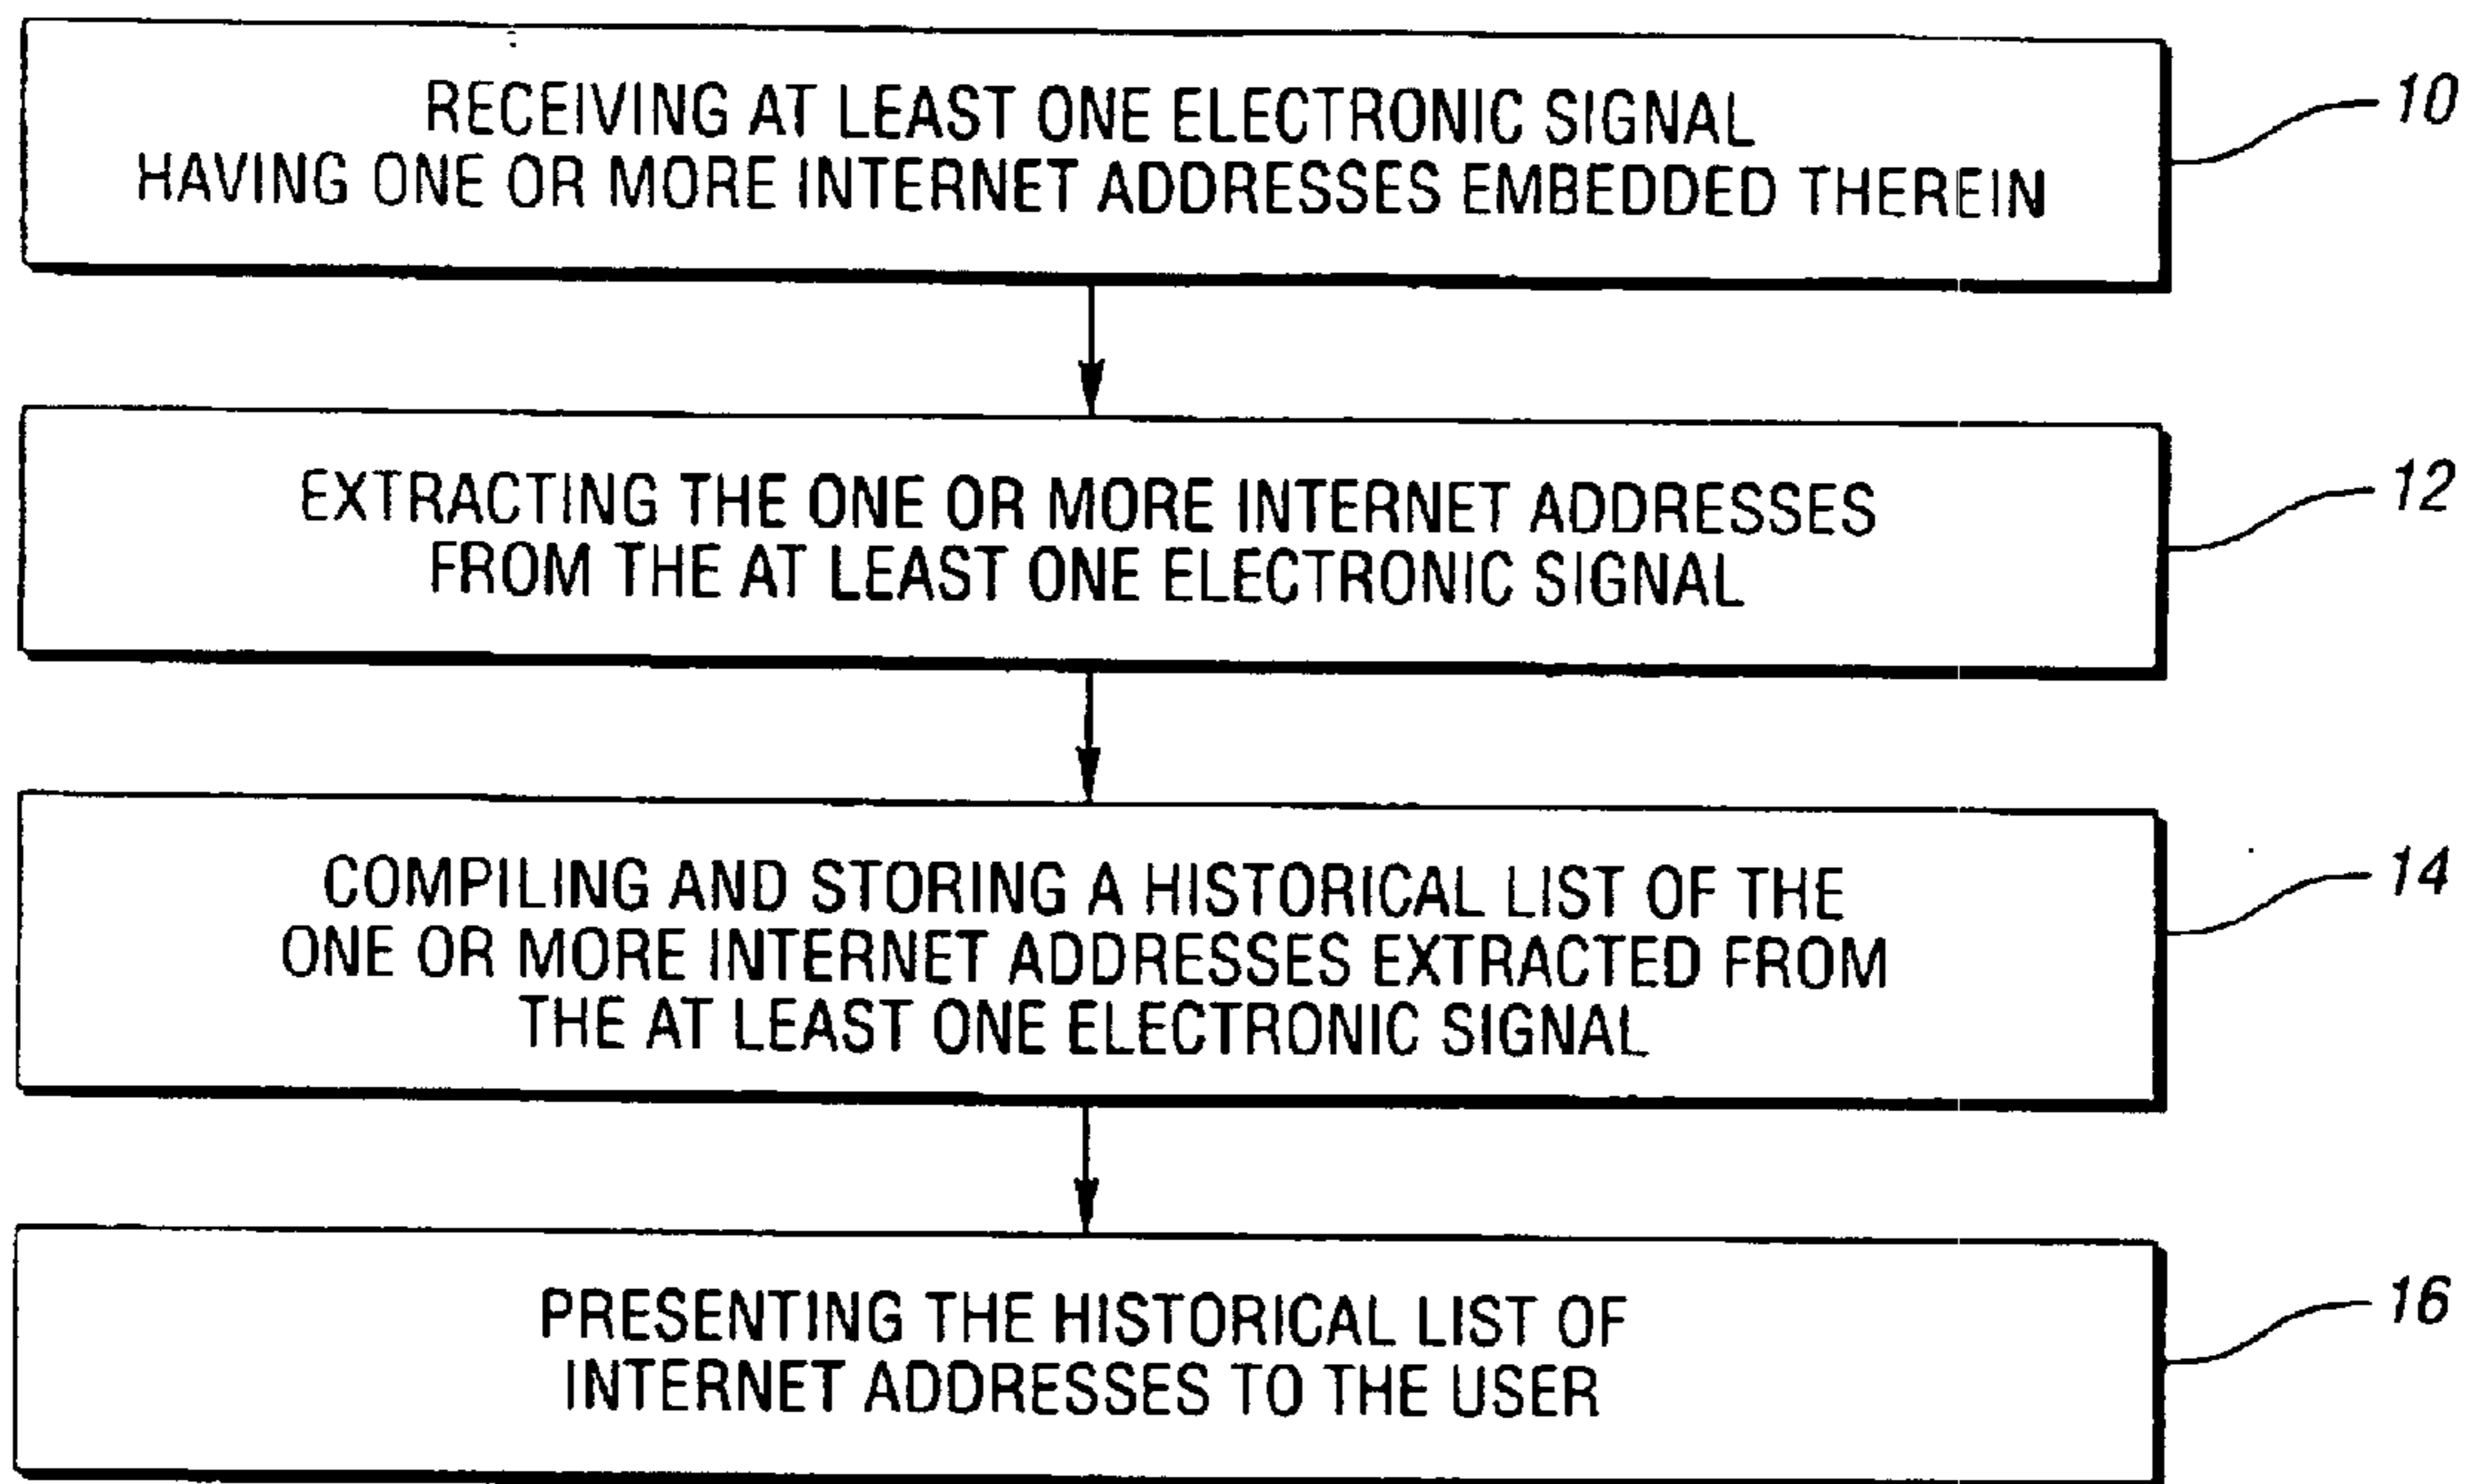 RECEIVING AT LEAST ONE ELECTRONIC SIGNAL
HAVING ONE OR MORE INTERNET ADDRESSES EMBEDDED THEREIN
10
EXTRACTING THE ONE OR MORE INTERNET ADDRESSES
FROM THE AT LEAST ONE ELECTRONIC SIGNAL
12
COMPILING AND STORING A HISTORICAL LIST OF THE
ONE OR MORE INTERNET ADDRESSES EXTRACTED FROM
THE AT LEAST ONE ELECTRONIC SIGNAL
14
PRESENTING THE HISTORICAL LIST OF
INTERNET ADDRESSES TO THE USER
16